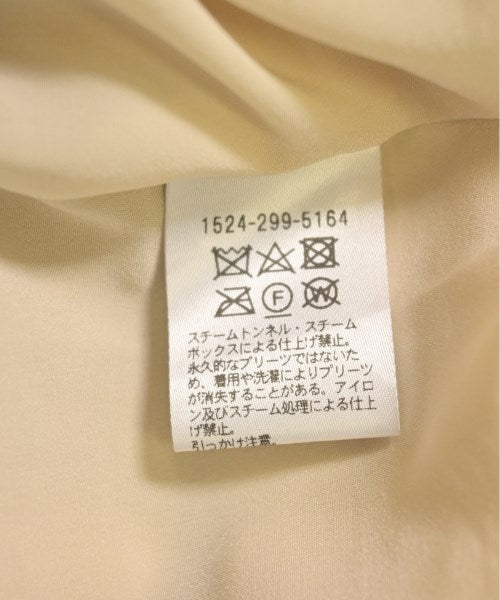 1524-299-5164
F W
スチームトンネル・スチーム
ボックスによる仕上げ禁止。
永久的なプリーツではないた
め、着用や洗濯によりプリーツ
が消失することがある。アイロ
ン及びスチーム処理による仕上
げ禁止。
引っかけ注意